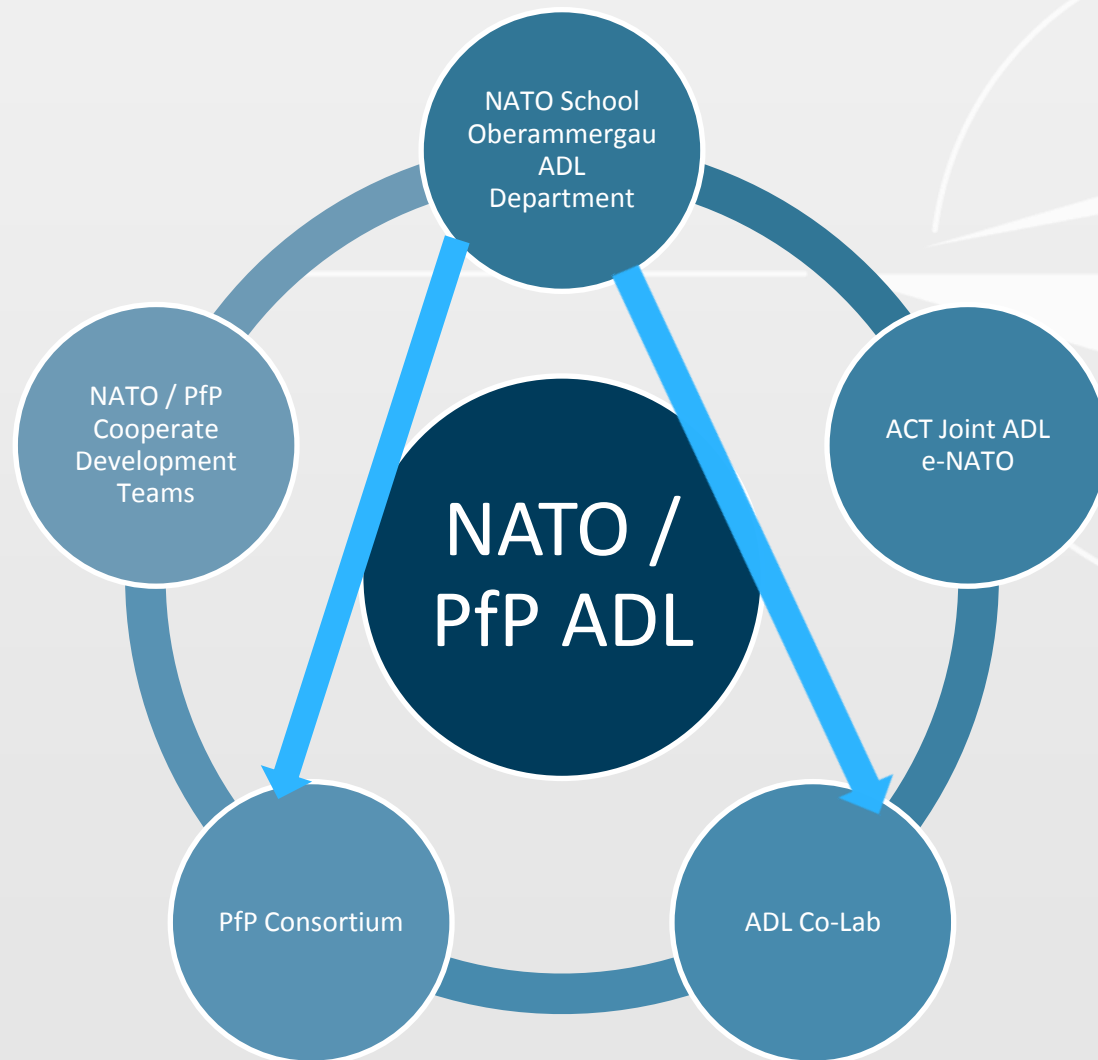 NATO School
Oberammergau
ADL
Department
NATO / PfP
Cooperate
Development
Teams
ACT Joint ADL
e-NATO
NATO /
PfP ADL
PfP Consortium
ADL Co-Lab